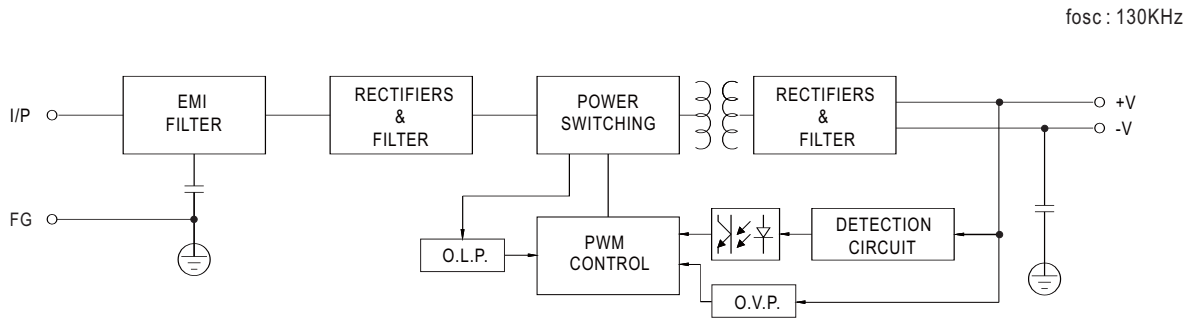 fosc : 130KHz
I/P
EMI
FILTER
RECTIFIERS
&
FILTER
POWER
SWITCHING
RECTIFIERS
&
FILTER
+V
-V
FG
O.L.P.
PWM
CONTROL
DETECTION
CIRCUIT
O.V.P.